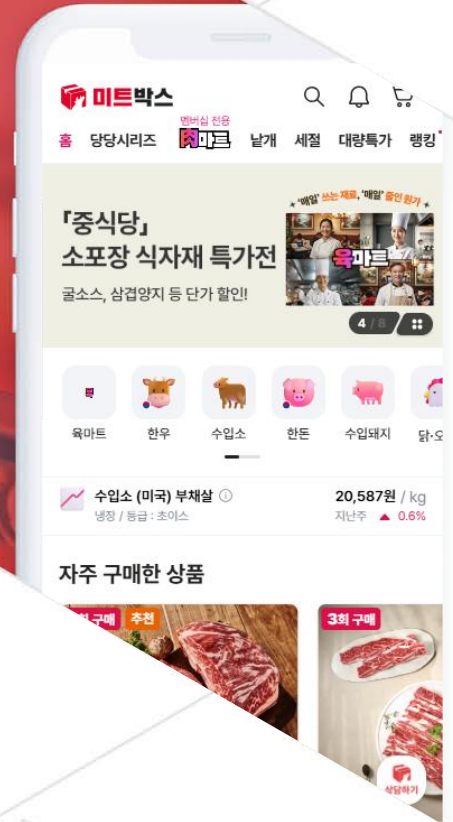 미트박스
멤버십 전용
홈 당당시리즈 肉마트 낱개 세절 대량특가 랭킹
'매일' 쓰는 재료, '매일' 줄인 원가
「중식당」
소포장 식자재 특가전
굴소스, 삼겹양지 등 단가 할인!
육마트
4 / 8
육마트 한우 수입소 한돈 수입돼지 닭·오
수입소 (미국) 부채살 ⓘ 20,587원 / kg
냉장 / 등급 : 초이스 지난주 ▲ 0.6%
자주 구매한 상품
구매 추천 3회 구매
상담하기